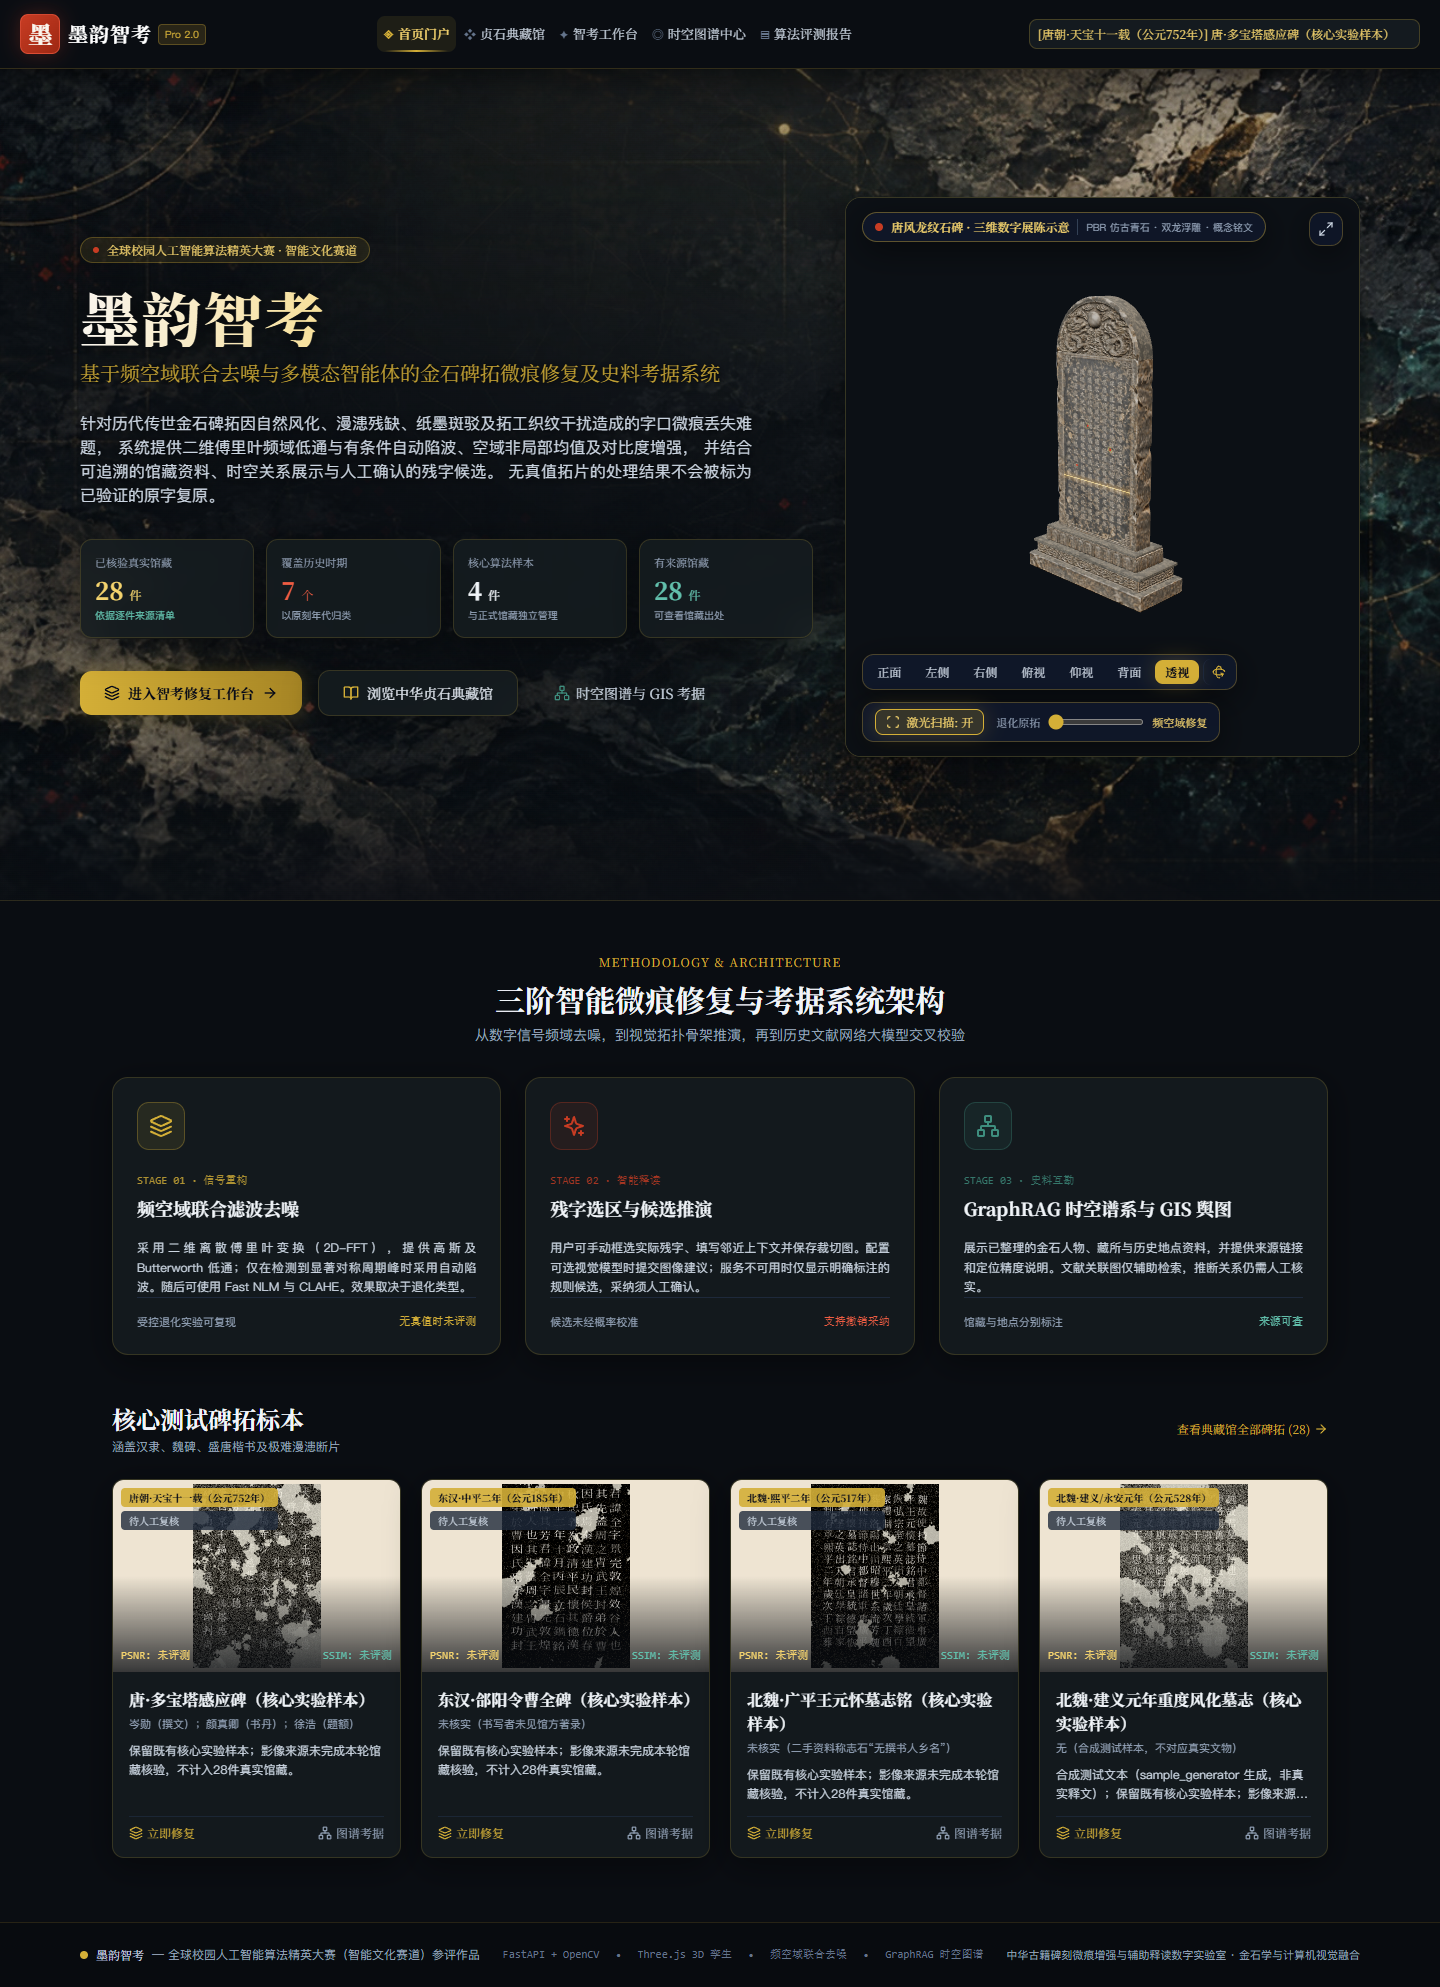 墨 墨韵智考 Pro 2.0
首页门户 贞石典藏馆 智考工作台 时空图谱中心 算法评测报告
[唐朝·天宝十一载（公元752年）] 唐·多宝塔感应碑（核心实验样本）
全球校园人工智能算法精英大赛 · 智能文化赛道
墨韵智考
基于频空域联合去噪与多模态智能体的金石碑拓微痕修复及史料考据系统
针对历代传世金石碑拓因自然风化、漫漶残缺、纸墨斑驳及拓工织纹干扰造成的字口微痕丢失难
题， 系统提供二维傅里叶频域低通与有条件自动陷波、空域非局部均值及对比度增强， 并结合
可追溯的馆藏资料、时空关系展示与人工确认的残字候选。 无真值拓片的处理结果不会被标为
已验证的原字复原。
已核验真实馆藏
28 件
依据逐件来源清单
覆盖历史时期
7 个
以原刻年代归类
核心算法样本
4 件
与正式馆藏独立管理
有来源馆藏
28 件
可查看馆藏出处
进入智考修复工作台
浏览中华贞石典藏馆
时空图谱与 GIS 考据
唐风龙纹石碑 · 三维数字展陈示意 PBR 仿古青石 · 双龙浮雕 · 概念铭文
正面 左侧 右侧 俯视 仰视 背面 透视
激光扫描: 开 退化原拓 频空域修复
METHODOLOGY & ARCHITECTURE
三阶智能微痕修复与考据系统架构
从数字信号频域去噪，到视觉拓扑骨架推演，再到历史文献网络大模型交叉校验
STAGE 01 · 信号重构
频空域联合滤波去噪
采用二维离散傅里叶变换（2D-FFT），提供高斯及
Butterworth 低通；仅在检测到显著对称周期峰时采用自动陷
波。随后可使用 Fast NLM 与 CLAHE。效果取决于退化类型。
受控退化实验可复现 无真值时未评测
STAGE 02 · 智能释读
残字选区与候选推演
用户可手动框选实际残字、填写邻近上下文并保存裁切图。配置
可选视觉模型时提交图像建议；服务不可用时仅显示明确标注的
规则候选，采纳须人工确认。
候选未经概率校准 支持撤销采纳
STAGE 03 · 史料互勘
GraphRAG 时空谱系与 GIS 舆图
展示已整理的金石人物、藏所与历史地点资料，并提供来源链接
和定位精度说明。文献关联图仅辅助检索，推断关系仍需人工核
实。
馆藏与地点分别标注 来源可查
核心测试碑拓标本
涵盖汉隶、魏碑、盛唐楷书及极难漫漶断片
查看典藏馆全部碑拓 (28)
唐朝·天宝十一载（公元752年）
待人工复核
PSNR: 未评测 SSIM: 未评测
唐·多宝塔感应碑（核心实验样本）
岑勋（撰文）；颜真卿（书丹）；徐浩（题额）
保留既有核心实验样本；影像来源未完成本轮馆
藏核验，不计入28件真实馆藏。
立即修复 图谱考据
东汉·中平二年（公元185年）
待人工复核
PSNR: 未评测 SSIM: 未评测
东汉·郃阳令曹全碑（核心实验样本）
未核实（书写者未见馆方著录）
保留既有核心实验样本；影像来源未完成本轮馆
藏核验，不计入28件真实馆藏。
立即修复 图谱考据
北魏·熙平二年（公元517年）
待人工复核
PSNR: 未评测 SSIM: 未评测
北魏·广平王元怀墓志铭（核心实验
样本）
未核实（二手资料称志石“无撰书人乡名”）
保留既有核心实验样本；影像来源未完成本轮馆
藏核验，不计入28件真实馆藏。
立即修复 图谱考据
北魏·建义/永安元年（公元528年）
待人工复核
PSNR: 未评测 SSIM: 未评测
北魏·建义元年重度风化墓志（核心
实验样本）
无（合成测试样本，不对应真实文物）
合成测试文本（sample_generator 生成，非真
实释文）；保留既有核心实验样本；影像来源...
立即修复 图谱考据
墨韵智考 — 全球校园人工智能算法精英大赛（智能文化赛道）参评作品 FastAPI + OpenCV • Three.js 3D 孪生 • 频空域联合去噪 • GraphRAG 时空图谱 中华古籍碑刻微痕增强与辅助释读数字实验室 · 金石学与计算机视觉融合